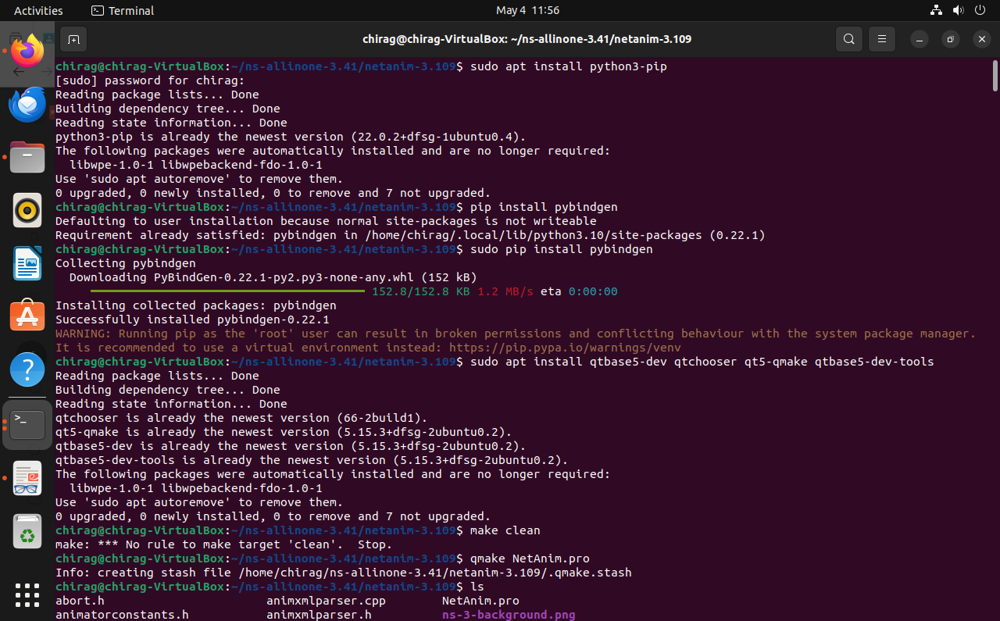 Activities
Terminal
May 4 11:56
chirag@chirag-VirtualBox: ~/ns-allinone-3.41/netanim-3.109
chirag@chirag-VirtualBox:~/ns-allinone-3.41/netanim-3.109$ sudo apt install python3-pip
[sudo] password for chirag:
Reading package lists... Done
Building dependency tree... Done
Reading state information... Done
python3-pip is already the newest version (22.0.2+dfsg-1ubuntu0.4).
The following packages were automatically installed and are no longer required:
  libwpe-1.0-1 libwpebackend-fdo-1.0-1
Use 'sudo apt autoremove' to remove them.
0 upgraded, 0 newly installed, 0 to remove and 7 not upgraded.
chirag@chirag-VirtualBox:~/ns-allinone-3.41/netanim-3.109$ pip install pybindgen
Defaulting to user installation because normal site-packages is not writeable
Requirement already satisfied: pybindgen in /home/chirag/.local/lib/python3.10/site-packages (0.22.1)
chirag@chirag-VirtualBox:~/ns-allinone-3.41/netanim-3.109$ sudo pip install pybindgen
Collecting pybindgen
  Downloading PyBindGen-0.22.1-py2.py3-none-any.whl (152 kB)
152.8/152.8 KB 1.2 MB/s eta 0:00:00
Installing collected packages: pybindgen
Successfully installed pybindgen-0.22.1
WARNING: Running pip as the 'root' user can result in broken permissions and conflicting behaviour with the system package manager.
It is recommended to use a virtual environment instead: https://pip.pypa.io/warnings/venv
chirag@chirag-VirtualBox:~/ns-allinone-3.41/netanim-3.109$ sudo apt install qtbase5-dev qtchooser qt5-qmake qtbase5-dev-tools
Reading package lists... Done
Building dependency tree... Done
Reading state information... Done
qtchooser is already the newest version (66-2build1).
qt5-qmake is already the newest version (5.15.3+dfsg-2ubuntu0.2).
qtbase5-dev is already the newest version (5.15.3+dfsg-2ubuntu0.2).
qtbase5-dev-tools is already the newest version (5.15.3+dfsg-2ubuntu0.2).
The following packages were automatically installed and are no longer required:
  libwpe-1.0-1 libwpebackend-fdo-1.0-1
Use 'sudo apt autoremove' to remove them.
0 upgraded, 0 newly installed, 0 to remove and 7 not upgraded.
chirag@chirag-VirtualBox:~/ns-allinone-3.41/netanim-3.109$ make clean
make: *** No rule to make target 'clean'.  Stop.
chirag@chirag-VirtualBox:~/ns-allinone-3.41/netanim-3.109$ qmake NetAnim.pro
Info: creating stash file /home/chirag/ns-allinone-3.41/netanim-3.109/.qmake.stash
chirag@chirag-VirtualBox:~/ns-allinone-3.41/netanim-3.109$ ls
abort.h animxmlparser.cpp NetAnim.pro
animatorconstants.h animxmlparser.h ns-3-background.png